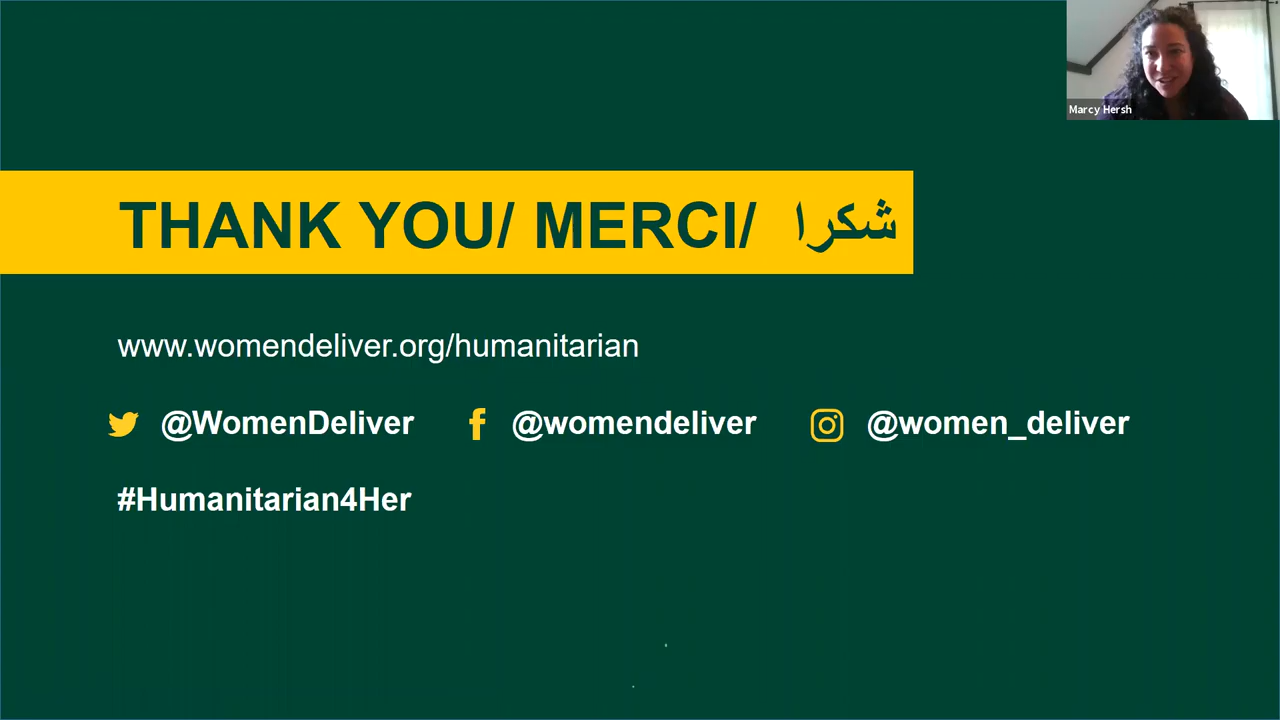 Marcy Hersh
THANK YOU/ MERCI/ شكرا
www.womendeliver.org/humanitarian
@WomenDeliver @womendeliver @women_deliver
#Humanitarian4Her